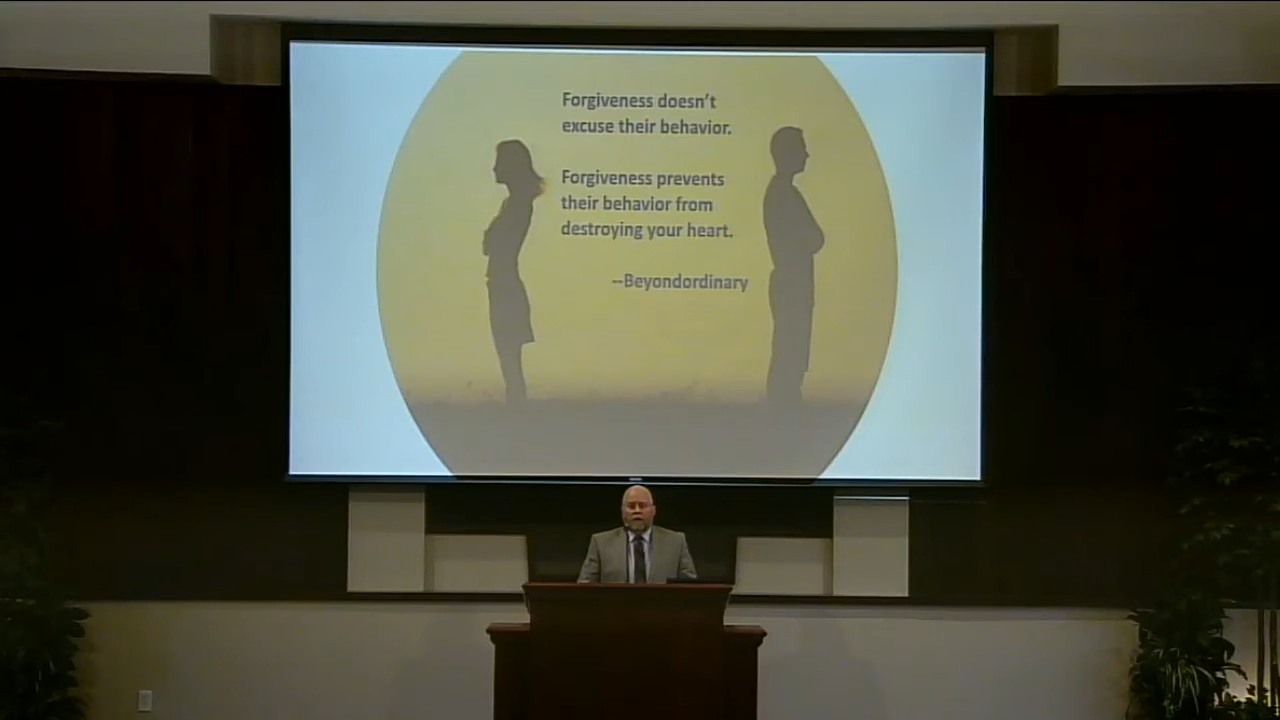 Forgiveness doesn't
excuse their behavior.
Forgiveness prevents
their behavior from
destroying your heart.
--Beyondordinary